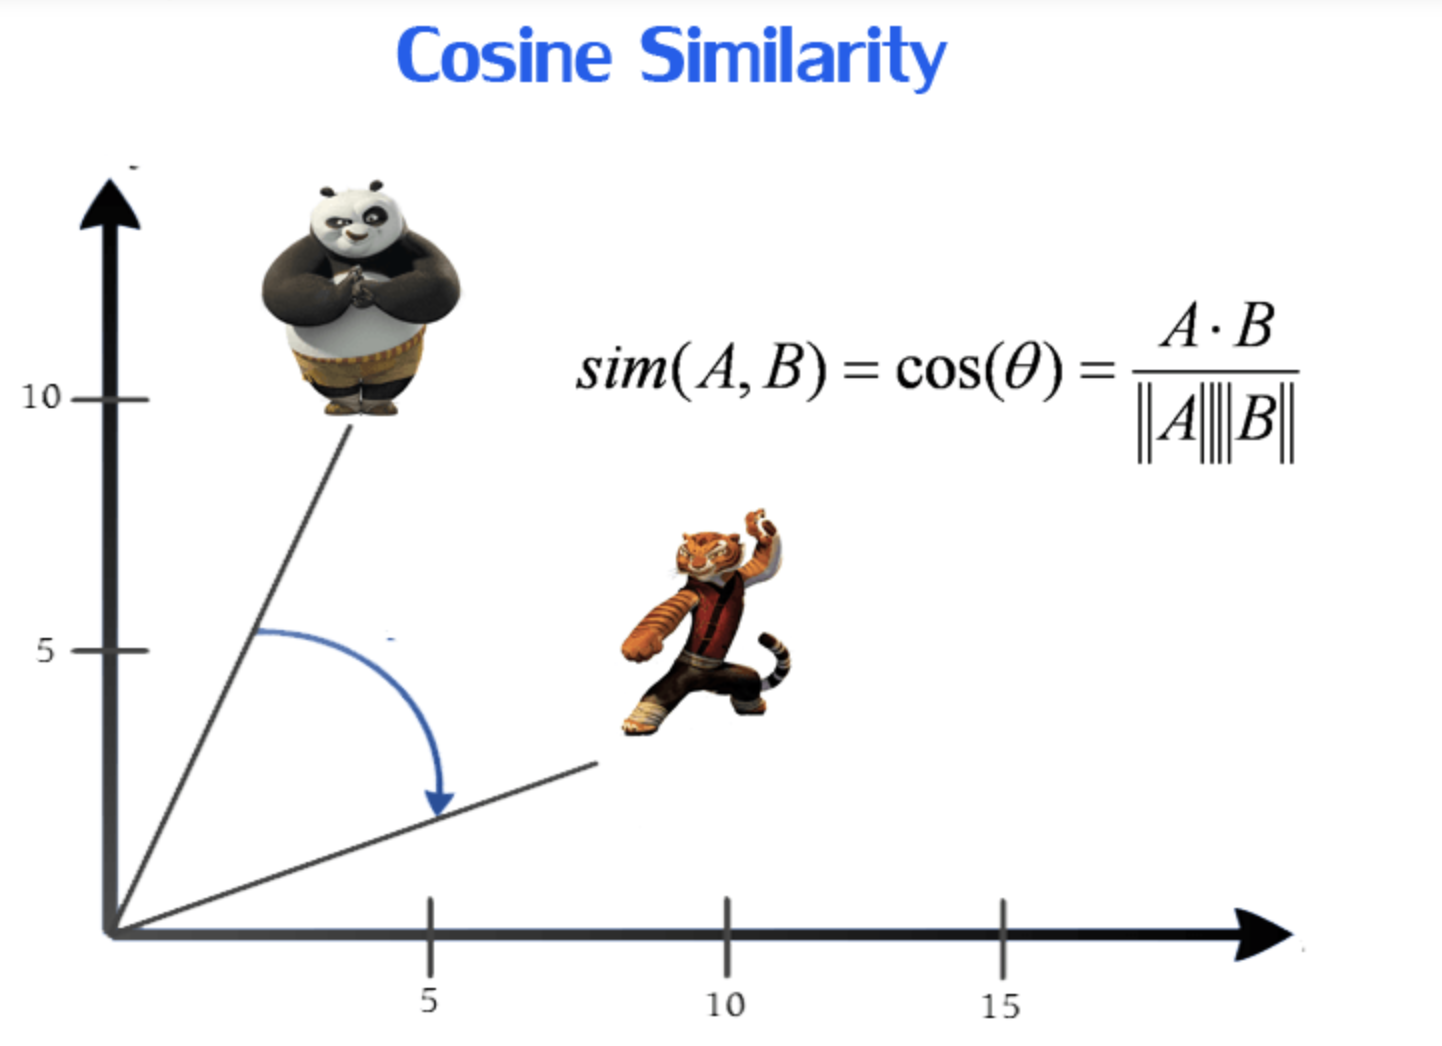 Cosine Similarity
10
sim(A, B) = cos(θ) = A · B / ‖A‖‖B‖
5
5
10
15